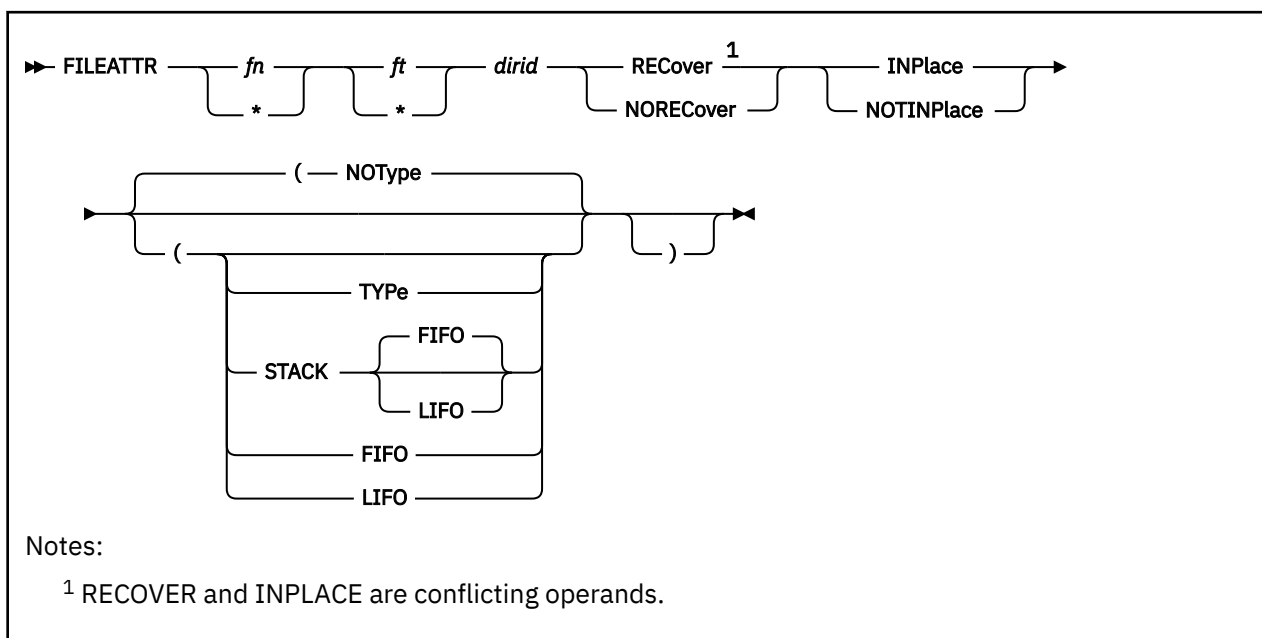 FILEATTR fn ft dirid RECover 1 INPlace
* * NORECover NOTINPlace
( NOType
( )
TYPe
FIFO
STACK
LIFO
FIFO
LIFO
Notes:
1 RECOVER and INPLACE are conflicting operands.